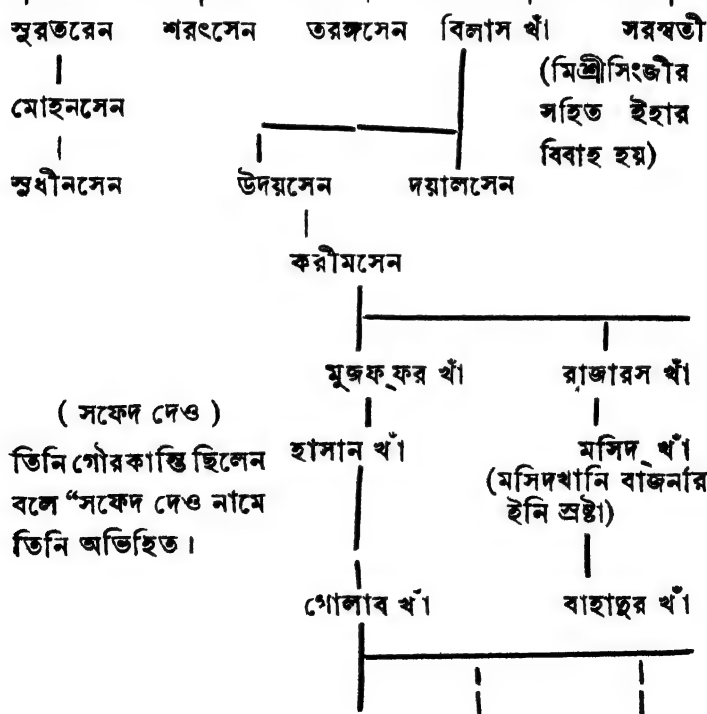 সুরতরেন শরৎসেন তরঙ্গসেন বিলাস খাঁ সরস্বতী
(মিশ্রীসিংজীর
মোহনসেন সহিত ইহার
বিবাহ হয়)
সুধীনসেন উদয়সেন দয়ালসেন
করীমসেন
মুজফ্‌ফর খাঁ রাজারস খাঁ
( সফেদ দেও )
তিনি গৌরকান্তি ছিলেন হাসান খাঁ মসিদ্ খাঁ
বলে “সফেদ দেও নামে (মসিদখানি বাজনার
তিনি অভিহিত। ইনি স্রষ্টা)
গোলাব খাঁ বাহাদুর খাঁ